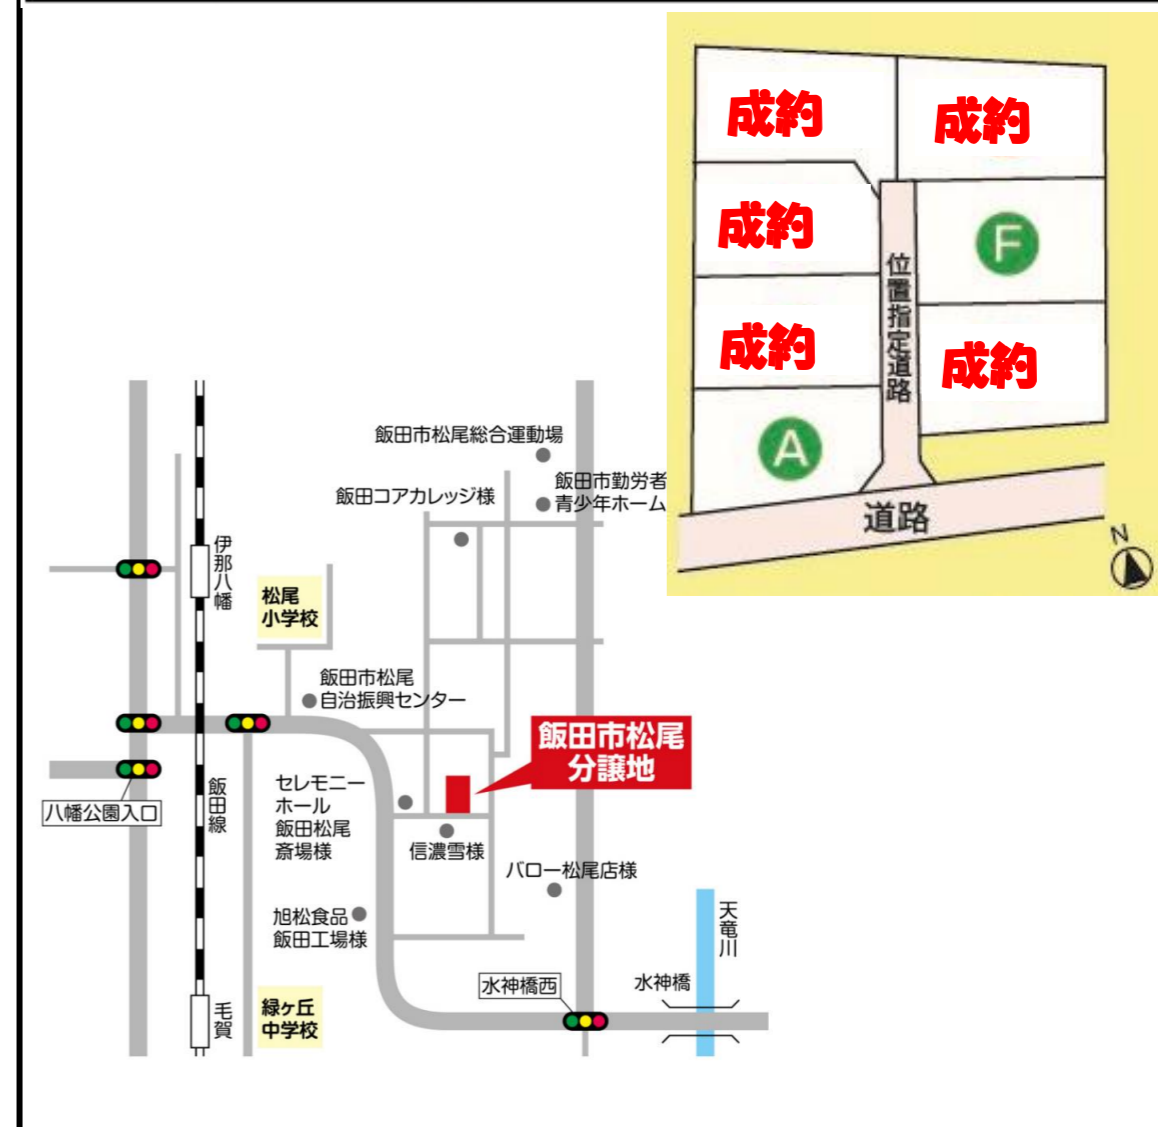 成約
成約
成約
F
位置指定道路
成約
成約
A
道路
N
飯田市松尾総合運動場
飯田コアカレッジ様
飯田市勤労者
青少年ホーム
伊那八幡
松尾
小学校
飯田市松尾
自治振興センター
飯田市松尾
分譲地
八幡公園入口
飯田線
セレモニー
ホール
飯田松尾
斎場様
信濃雪様
バロー松尾店様
旭松食品
飯田工場様
天竜川
水神橋西
水神橋
毛賀
緑ヶ丘
中学校